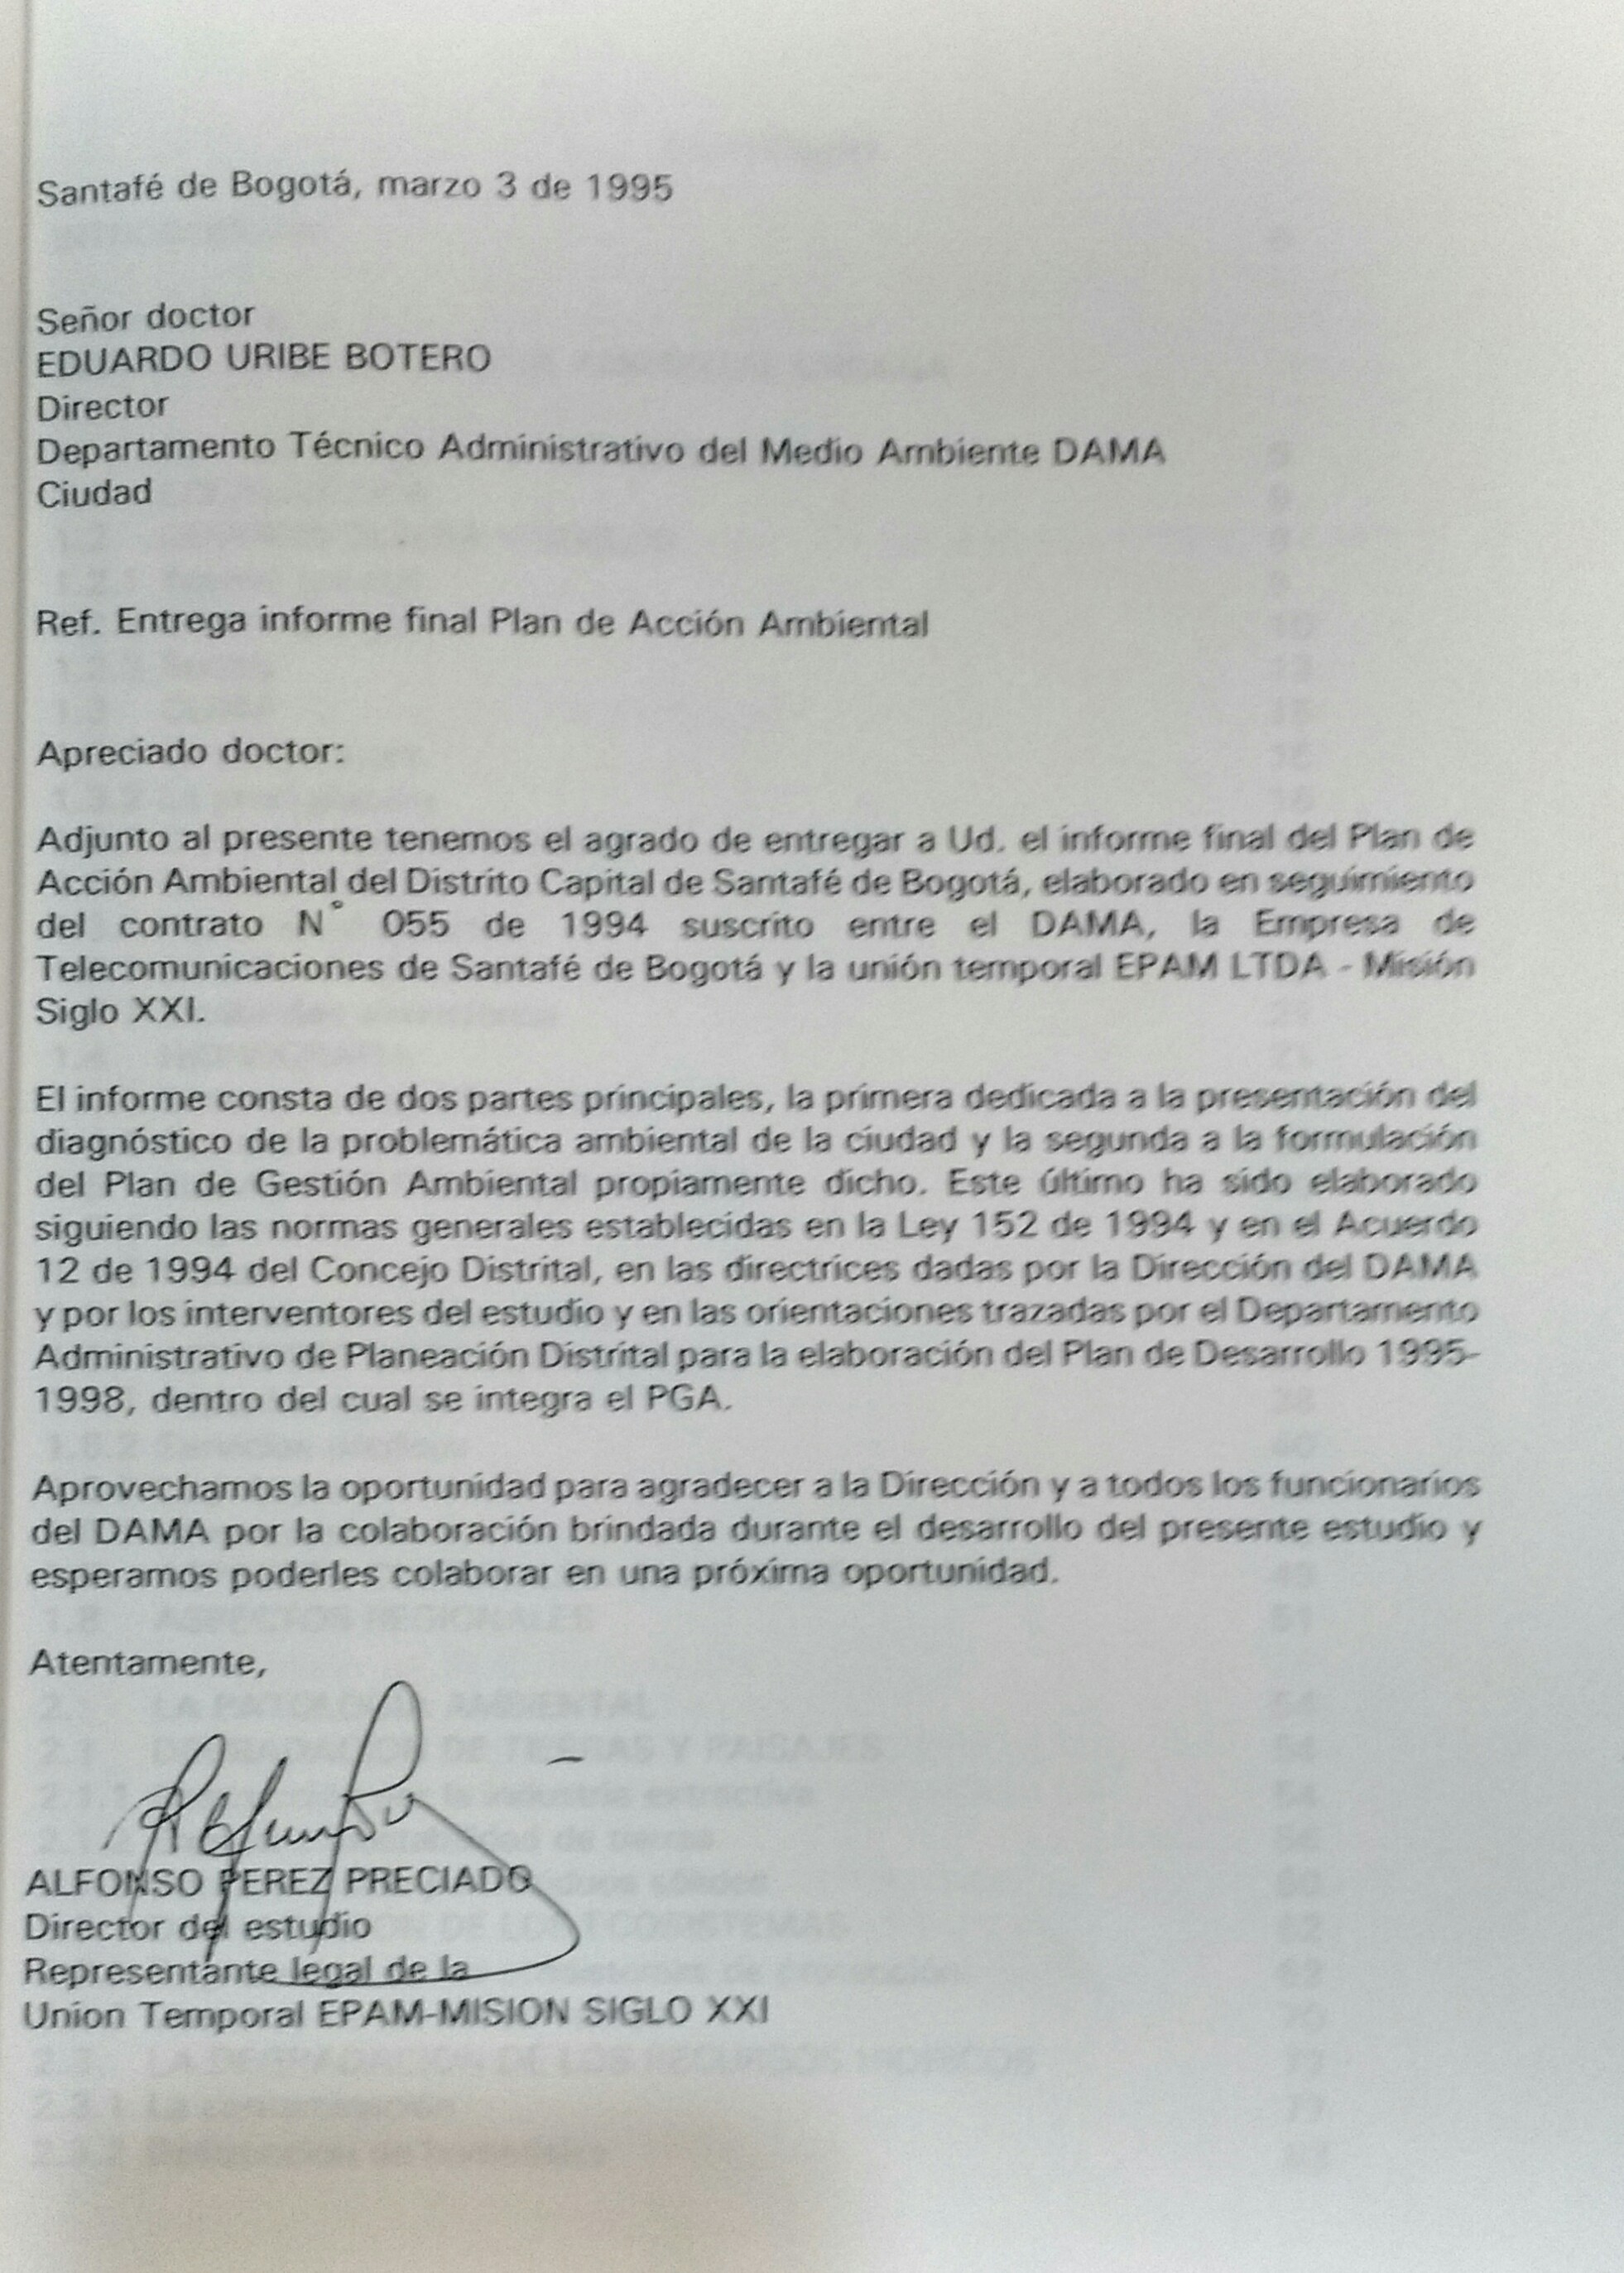 Santafé de Bogotá, marzo 3 de 1995
Señor doctor
EDUARDO URIBE BOTERO
Director
Departamento Técnico Administrativo del Medio Ambiente DAMA
Ciudad
Ref. Entrega informe final Plan de Acción Ambiental
Apreciado doctor:
Adjunto al presente tenemos el agrado de entregar a Ud. el informe final del Plan de
Acción Ambiental del Distrito Capital de Santafé de Bogotá, elaborado en seguimiento
del contrato N° 055 de 1994 suscrito entre el DAMA, la Empresa de
Telecomunicaciones de Santafé de Bogotá y la unión temporal EPAM LTDA - Misión
Siglo XXI.
El informe consta de dos partes principales, la primera dedicada a la presentación del
diagnóstico de la problemática ambiental de la ciudad y la segunda a la formulación
del Plan de Gestión Ambiental propiamente dicho. Este último ha sido elaborado
siguiendo las normas generales establecidas en la Ley 152 de 1994 y en el Acuerdo
12 de 1994 del Concejo Distrital, en las directrices dadas por la Dirección del DAMA
y por los interventores del estudio y en las orientaciones trazadas por el Departamento
Administrativo de Planeación Distrital para la elaboración del Plan de Desarrollo 1995-
1998, dentro del cual se integra el PGA.
Aprovechamos la oportunidad para agradecer a la Dirección y a todos los funcionarios
del DAMA por la colaboración brindada durante el desarrollo del presente estudio y
esperamos poderles colaborar en una próxima oportunidad.
Atentamente,
ALFONSO PEREZ PRECIADO
Director del estudio
Representante legal de la
Union Temporal EPAM-MISION SIGLO XXI